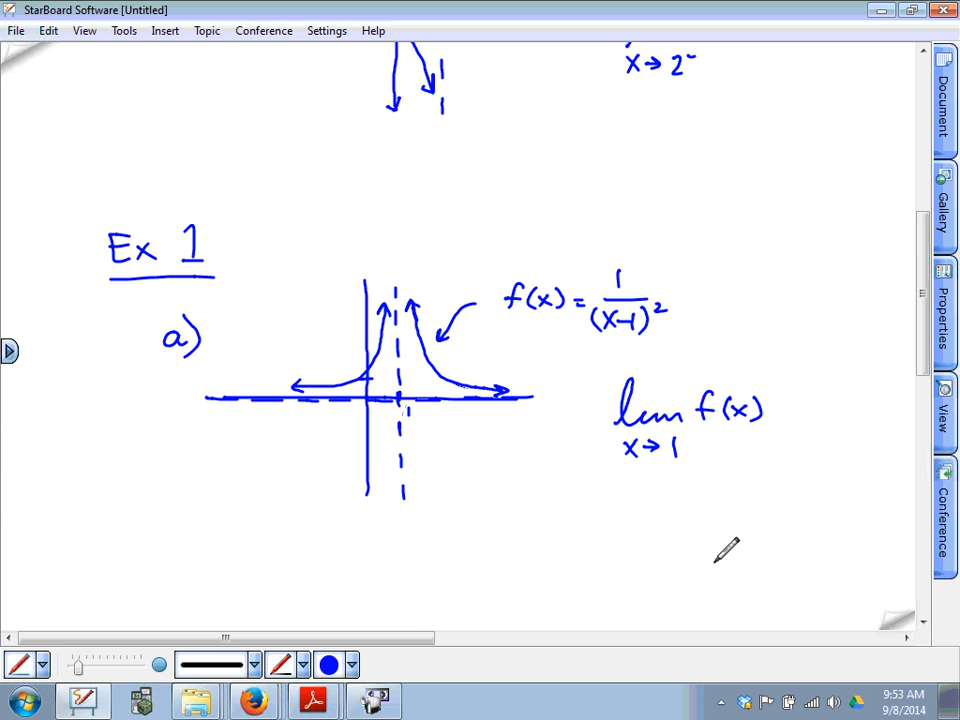 StarBoard Software [Untitled]
File Edit View Tools Insert Topic Conference Settings Help
x → 2⁻
Document
Gallery
Properties
View
Conference
Ex 1
a)
f(x) = 1/(x-1)²
lim f(x)
x → 1
1
9:53 AM
9/8/2014